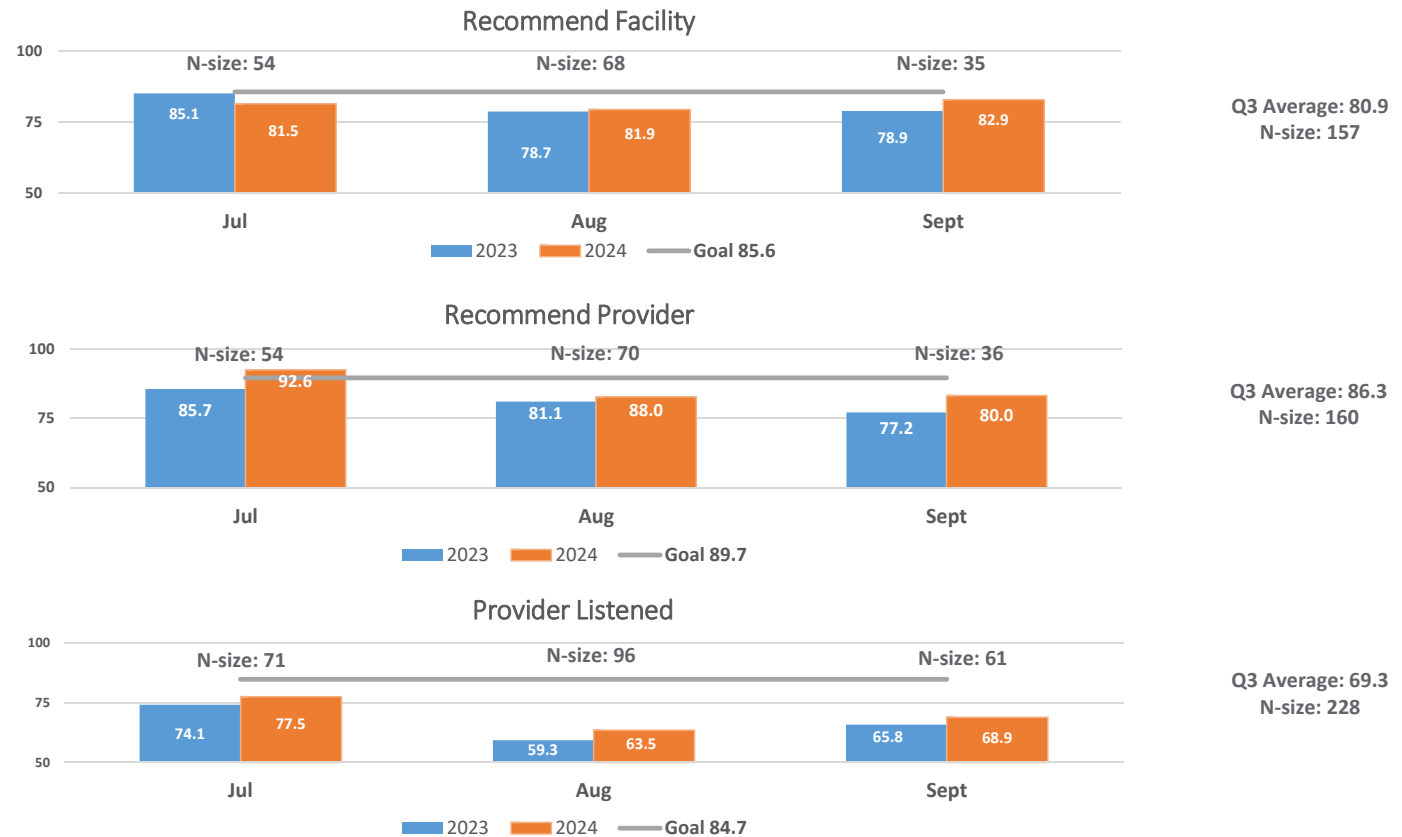 Recommend Facility
100
75
50
N-size: 54
N-size: 68
N-size: 35
85.1
81.5
78.7
81.9
78.9
82.9
Jul
Aug
Sept
2023
2024
Goal 85.6
Q3 Average: 80.9
N-size: 157
Recommend Provider
100
75
50
N-size: 54
N-size: 70
N-size: 36
85.7
92.6
81.1
88.0
77.2
80.0
Jul
Aug
Sept
2023
2024
Goal 89.7
Q3 Average: 86.3
N-size: 160
Provider Listened
100
75
50
N-size: 71
N-size: 96
N-size: 61
74.1
77.5
59.3
63.5
65.8
68.9
Jul
Aug
Sept
2023
2024
Goal 84.7
Q3 Average: 69.3
N-size: 228